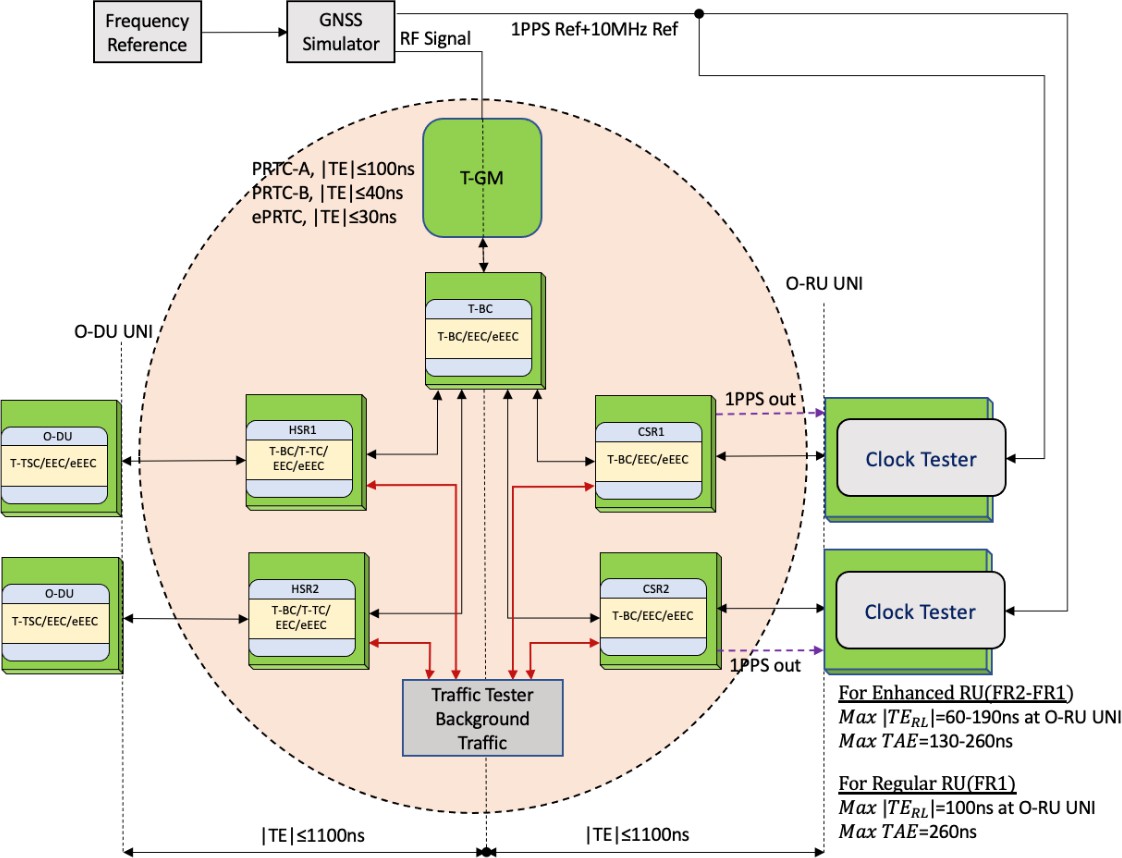 Frequency
Reference
GNSS
Simulator
RF Signal
1PPS Ref+10MHz Ref
PRTC-A, |TE|≤100ns
PRTC-B, |TE|≤40ns
ePRTC, |TE|≤30ns
T-GM
T-BC
T-BC/EEC/eEEC
O-DU UNI
O-RU UNI
O-DU
T-TSC/EEC/eEEC
HSR1
T-BC/T-TC/
EEC/eEEC
CSR1
T-BC/EEC/eEEC
1PPS out
Clock Tester
O-DU
T-TSC/EEC/eEEC
HSR2
T-BC/T-TC/
EEC/eEEC
CSR2
T-BC/EEC/eEEC
1PPS out
Clock Tester
Traffic Tester
Background
Traffic
For Enhanced RU(FR2-FR1)
Max |TE_RL|=60-190ns at O-RU UNI
Max TAE=130-260ns
For Regular RU(FR1)
Max |TE_RL|=100ns at O-RU UNI
Max TAE=260ns
|TE|≤1100ns
|TE|≤1100ns